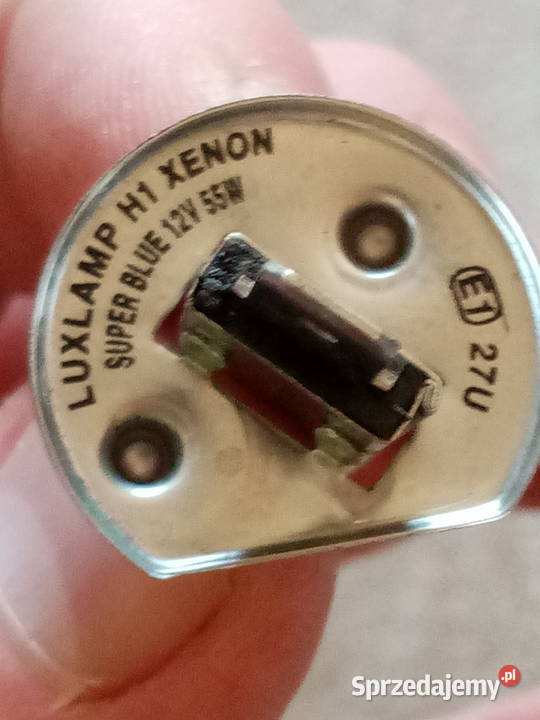 LUXLAMP H1 XENON
SUPER BLUE 12V 55W
E1 27U
Sprzedajemy.pl